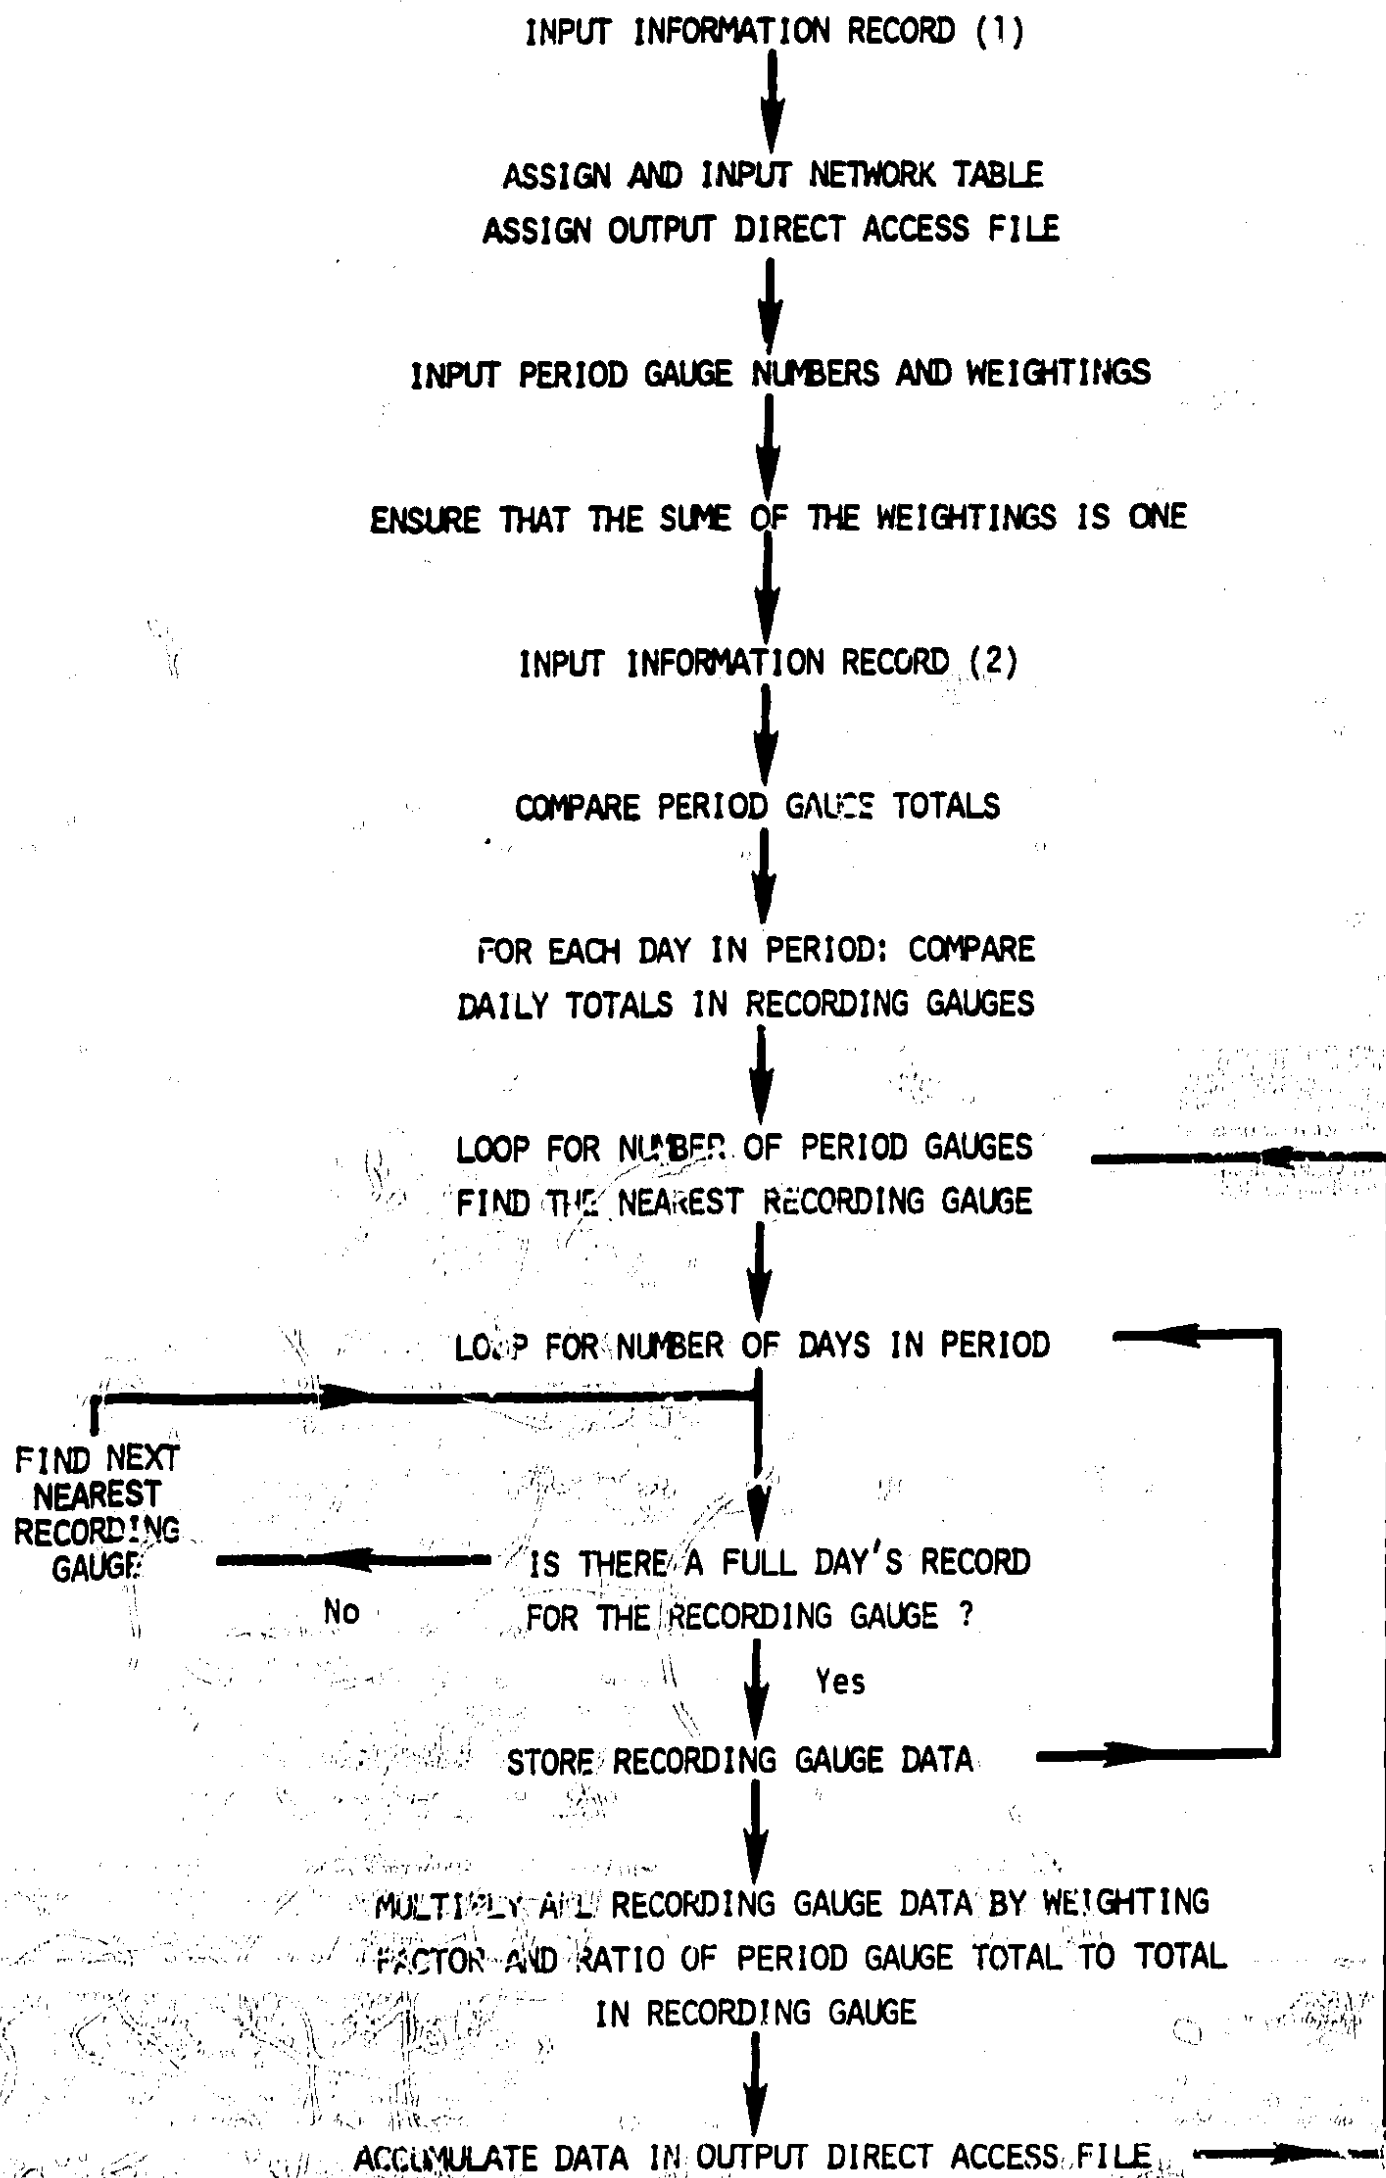 INPUT INFORMATION RECORD (1)
ASSIGN AND INPUT NETWORK TABLE
ASSIGN OUTPUT DIRECT ACCESS FILE
INPUT PERIOD GAUGE NUMBERS AND WEIGHTINGS
ENSURE THAT THE SUME OF THE WEIGHTINGS IS ONE
INPUT INFORMATION RECORD (2)
COMPARE PERIOD GAUGE TOTALS
FOR EACH DAY IN PERIOD: COMPARE
DAILY TOTALS IN RECORDING GAUGES
LOOP FOR NUMBER OF PERIOD GAUGES
FIND THE NEAREST RECORDING GAUGE
LOOP FOR NUMBER OF DAYS IN PERIOD
FIND NEXT
NEAREST
RECORDING
GAUGE
IS THERE A FULL DAY'S RECORD
FOR THE RECORDING GAUGE ?
No
Yes
STORE RECORDING GAUGE DATA
MULTIPLY ALL RECORDING GAUGE DATA BY WEIGHTING
FACTOR AND RATIO OF PERIOD GAUGE TOTAL TO TOTAL
IN RECORDING GAUGE
ACCUMULATE DATA IN OUTPUT DIRECT ACCESS FILE